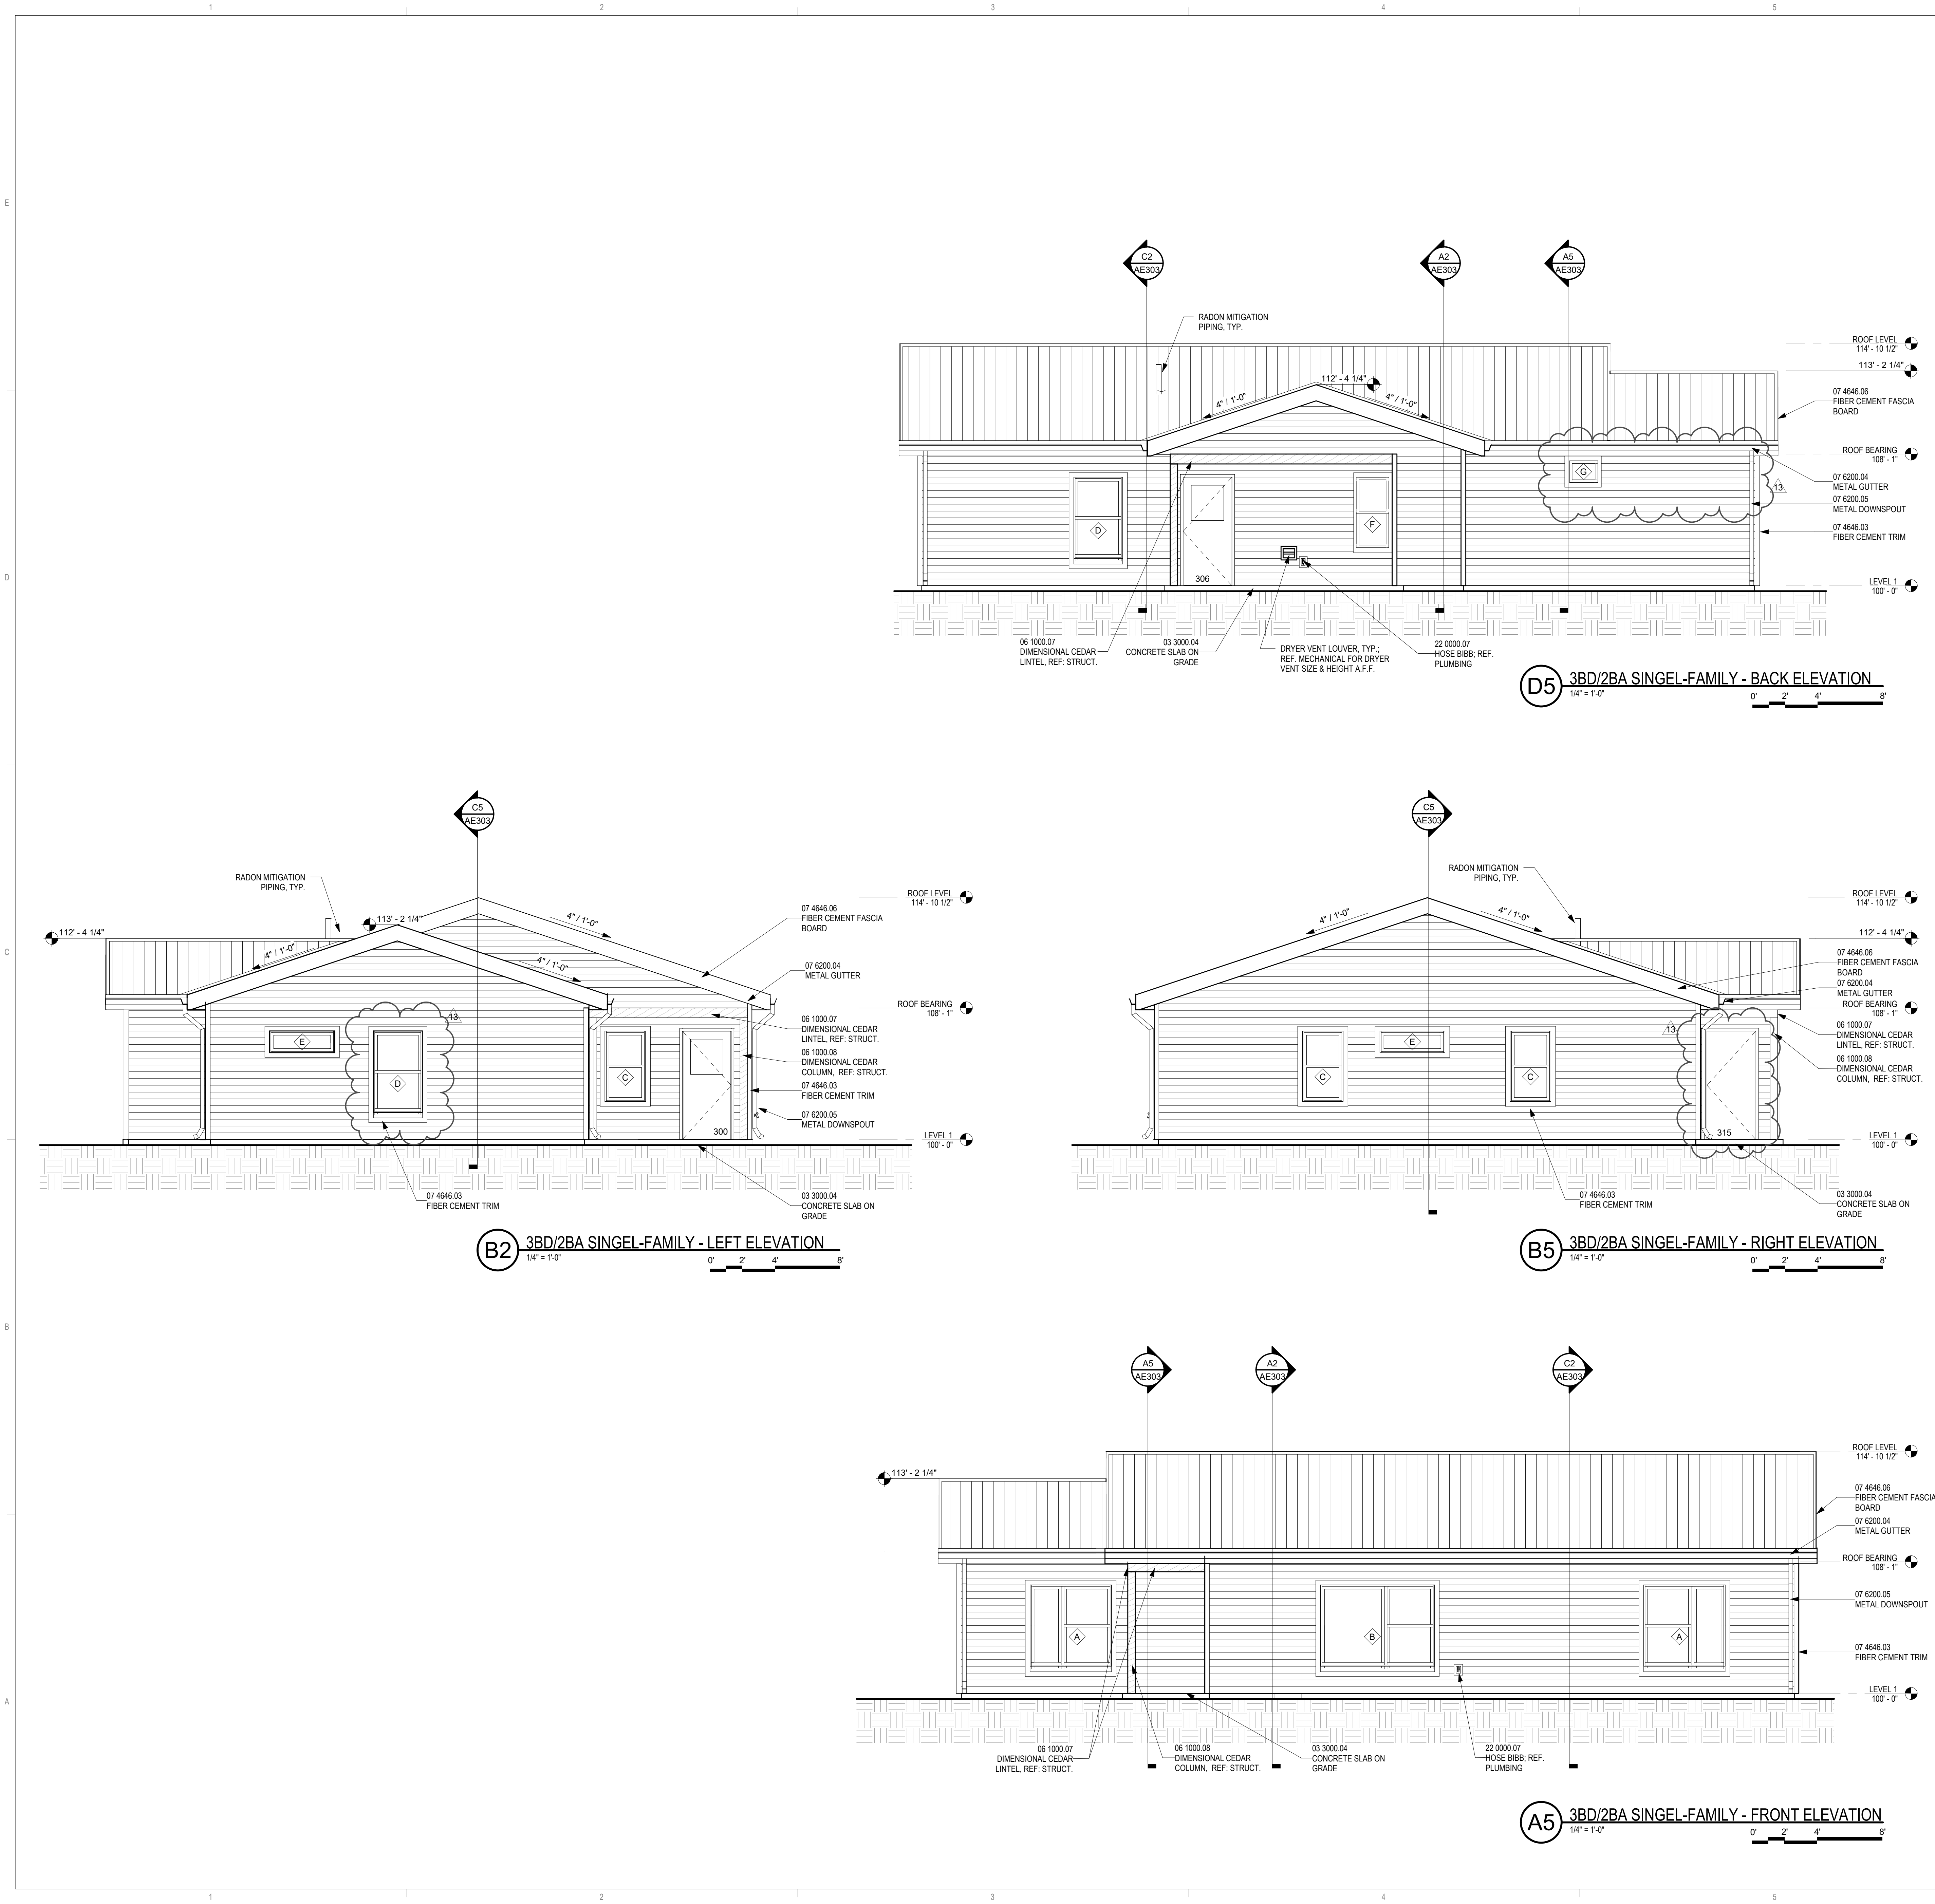 1
2
3
4
5
E
D
C
B
A
C2
AE303
A2
AE303
A5
AE303
RADON MITIGATION
PIPING, TYP.
112' - 4 1/4"
4" / 1'-0"
4" / 1'-0"
ROOF LEVEL
114' - 10 1/2"
113' - 2 1/4"
07 4646.06
FIBER CEMENT FASCIA
BOARD
ROOF BEARING
108' - 1"
07 6200.04
METAL GUTTER
13
07 6200.05
METAL DOWNSPOUT
07 4646.03
FIBER CEMENT TRIM
LEVEL 1
100' - 0"
D
F
G
306
06 1000.07
DIMENSIONAL CEDAR
LINTEL, REF: STRUCT.
03 3000.04
CONCRETE SLAB ON
GRADE
DRYER VENT LOUVER, TYP.;
REF. MECHANICAL FOR DRYER
VENT SIZE & HEIGHT A.F.F.
22 0000.07
HOSE BIBB; REF.
PLUMBING
D5
3BD/2BA SINGEL-FAMILY - BACK ELEVATION
1/4" = 1'-0"
0' 2' 4' 8'
C5
AE303
RADON MITIGATION
PIPING, TYP.
112' - 4 1/4"
113' - 2 1/4"
4" / 1'-0"
4" / 1'-0"
4" / 1'-0"
07 4646.06
FIBER CEMENT FASCIA
BOARD
ROOF LEVEL
114' - 10 1/2"
07 6200.04
METAL GUTTER
ROOF BEARING
108' - 1"
13
06 1000.07
DIMENSIONAL CEDAR
LINTEL, REF: STRUCT.
06 1000.08
DIMENSIONAL CEDAR
COLUMN, REF: STRUCT.
07 4646.03
FIBER CEMENT TRIM
07 6200.05
METAL DOWNSPOUT
LEVEL 1
100' - 0"
E
D
C
300
07 4646.03
FIBER CEMENT TRIM
03 3000.04
CONCRETE SLAB ON
GRADE
B2
3BD/2BA SINGEL-FAMILY - LEFT ELEVATION
1/4" = 1'-0"
0' 2' 4' 8'
C5
AE303
RADON MITIGATION
PIPING, TYP.
4" / 1'-0"
4" / 1'-0"
ROOF LEVEL
114' - 10 1/2"
112' - 4 1/4"
07 4646.06
FIBER CEMENT FASCIA
BOARD
07 6200.04
METAL GUTTER
ROOF BEARING
108' - 1"
13
06 1000.07
DIMENSIONAL CEDAR
LINTEL, REF: STRUCT.
06 1000.08
DIMENSIONAL CEDAR
COLUMN, REF: STRUCT.
C
E
C
315
LEVEL 1
100' - 0"
07 4646.03
FIBER CEMENT TRIM
03 3000.04
CONCRETE SLAB ON
GRADE
B5
3BD/2BA SINGEL-FAMILY - RIGHT ELEVATION
1/4" = 1'-0"
0' 2' 4' 8'
A5
AE303
A2
AE303
C2
AE303
113' - 2 1/4"
ROOF LEVEL
114' - 10 1/2"
07 4646.06
FIBER CEMENT FASCIA
BOARD
07 6200.04
METAL GUTTER
ROOF BEARING
108' - 1"
07 6200.05
METAL DOWNSPOUT
07 4646.03
FIBER CEMENT TRIM
LEVEL 1
100' - 0"
A
B
A
06 1000.07
DIMENSIONAL CEDAR
LINTEL, REF: STRUCT.
06 1000.08
DIMENSIONAL CEDAR
COLUMN, REF: STRUCT.
03 3000.04
CONCRETE SLAB ON
GRADE
22 0000.07
HOSE BIBB; REF.
PLUMBING
A5
3BD/2BA SINGEL-FAMILY - FRONT ELEVATION
1/4" = 1'-0"
0' 2' 4' 8'
1
2
3
4
5